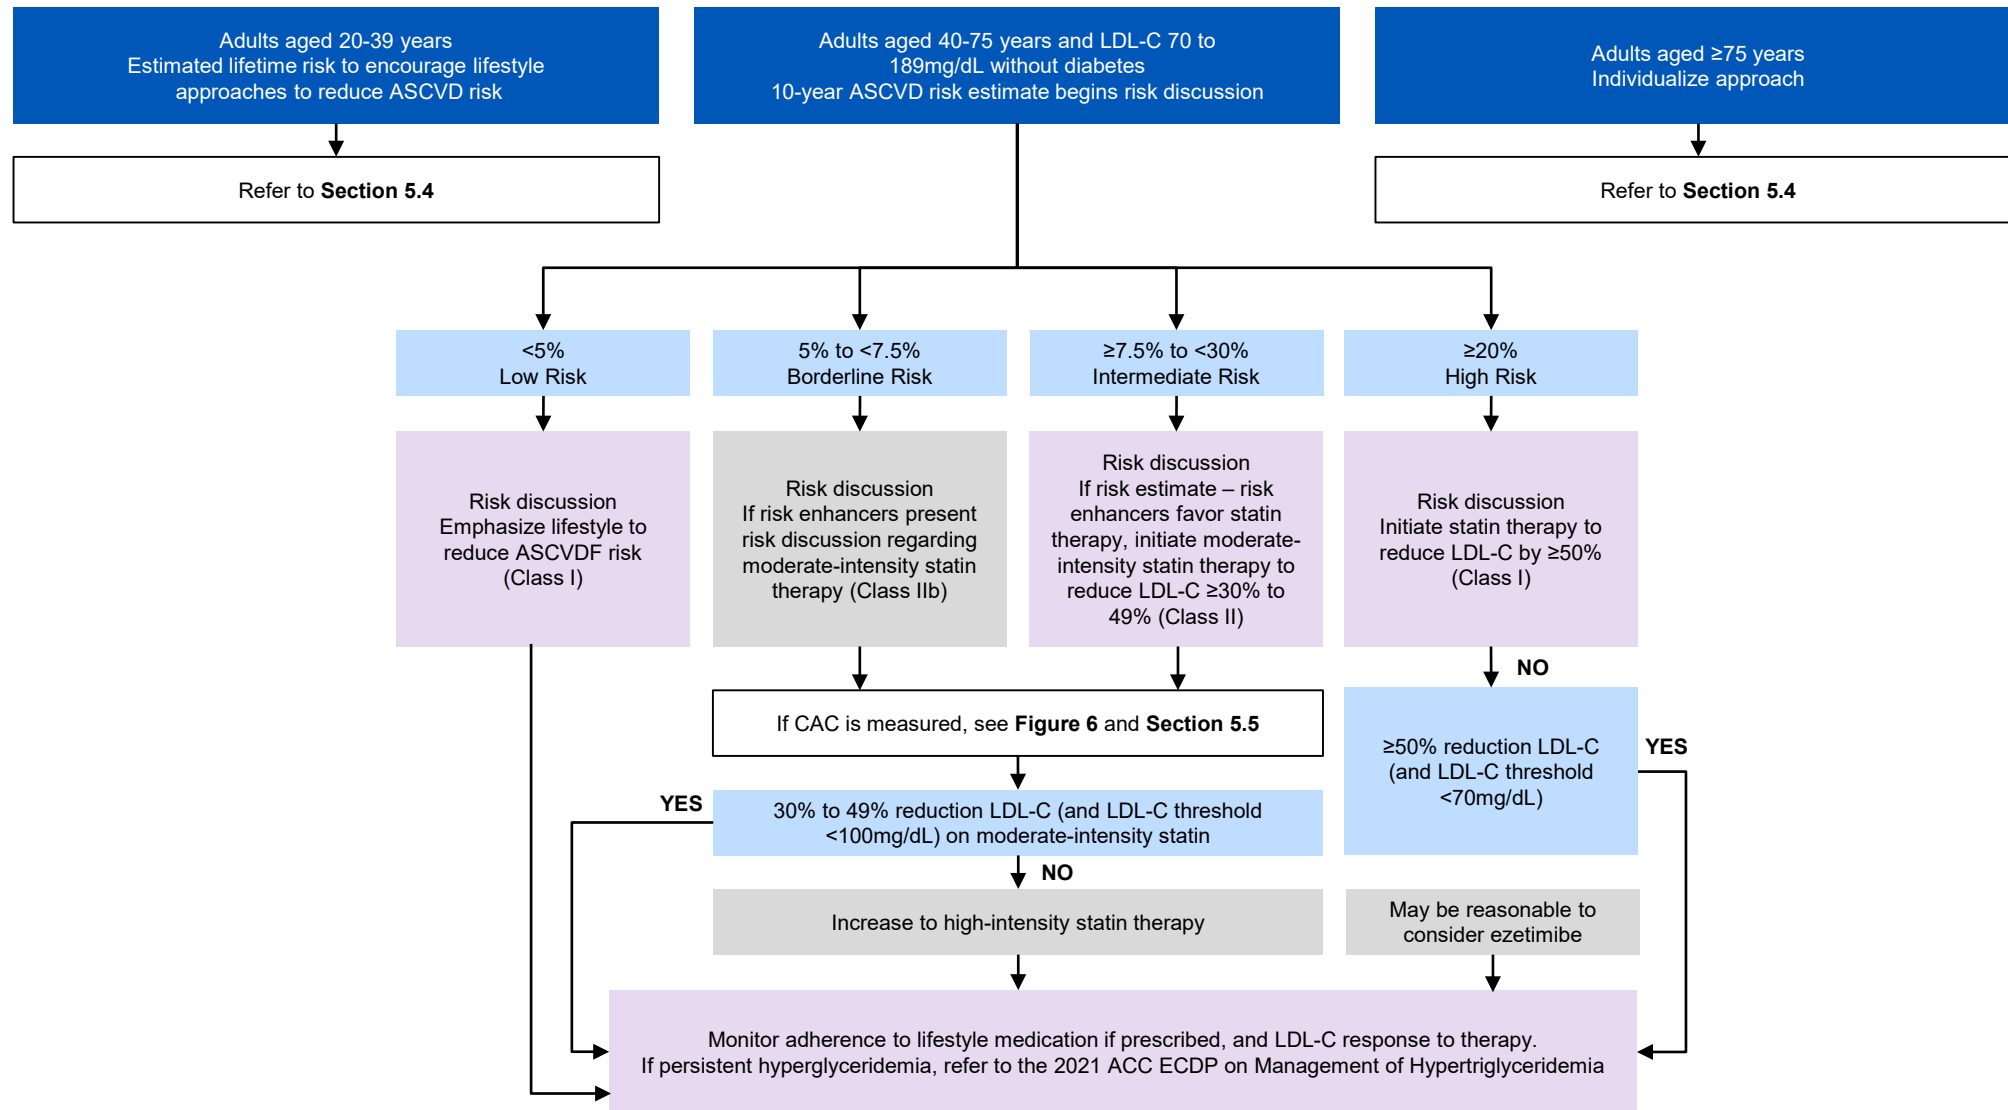 Adults aged 20-39 years
Estimated lifetime risk to encourage lifestyle
approaches to reduce ASCVD risk
Adults aged 40-75 years and LDL-C 70 to
189mg/dL without diabetes
10-year ASCVD risk estimate begins risk discussion
Adults aged ≥75 years
Individualize approach
Refer to Section 5.4
Refer to Section 5.4
<5%
Low Risk
5% to <7.5%
Borderline Risk
≥7.5% to <30%
Intermediate Risk
≥20%
High Risk
Risk discussion
Emphasize lifestyle to
reduce ASCVDF risk
(Class I)
Risk discussion
If risk enhancers present
risk discussion regarding
moderate-intensity statin
therapy (Class IIb)
Risk discussion
If risk estimate – risk
enhancers favor statin
therapy, initiate moderate-
intensity statin therapy to
reduce LDL-C ≥30% to
49% (Class II)
Risk discussion
Initiate statin therapy to
reduce LDL-C by ≥50%
(Class I)
NO
If CAC is measured, see Figure 6 and Section 5.5
≥50% reduction LDL-C
(and LDL-C threshold
<70mg/dL)
YES
YES
30% to 49% reduction LDL-C (and LDL-C threshold
<100mg/dL) on moderate-intensity statin
NO
Increase to high-intensity statin therapy
May be reasonable to
consider ezetimibe
Monitor adherence to lifestyle medication if prescribed, and LDL-C response to therapy.
If persistent hyperglyceridemia, refer to the 2021 ACC ECDP on Management of Hypertriglyceridemia